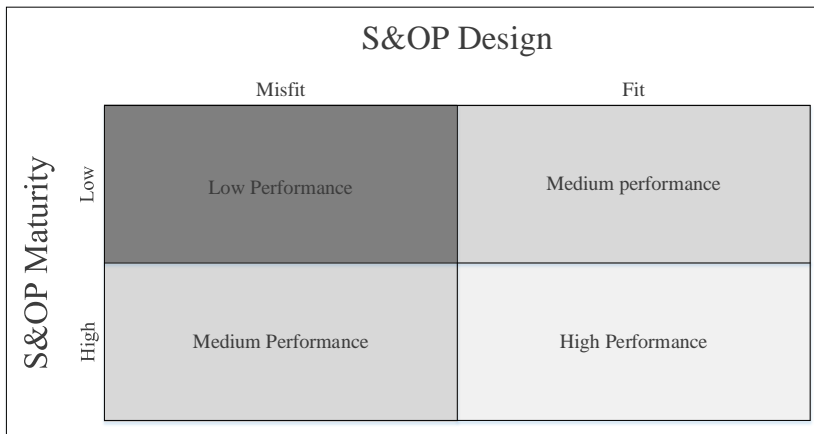 S&OP Design
Misfit
Fit
S&OP Maturity
Low
Low Performance
Medium performance
High
Medium Performance
High Performance